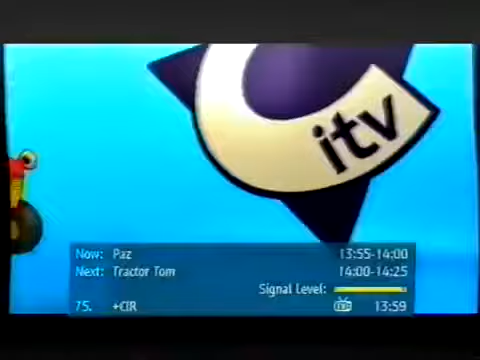 itv
Now: Paz 13:55-14:00
Next: Tractor Tom 14:00-14:25
Signal Level:
75. +CIR 13:59